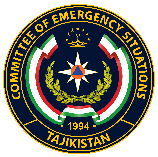 COMMITTEE OF EMERGENCY SITUATIONS
1994
TAJIKISTAN